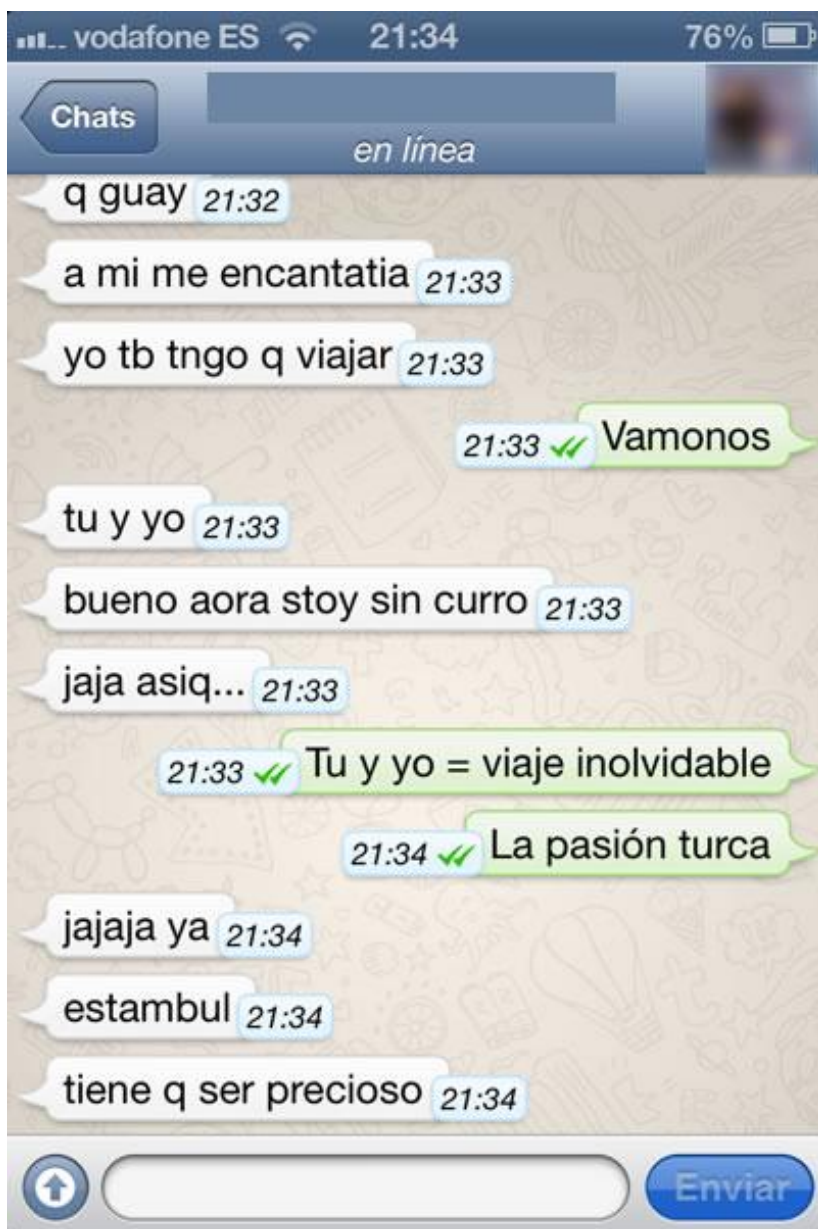 vodafone ES 21:34 76%
Chats
en línea
q guay 21:32
a mi me encantatia 21:33
yo tb tngo q viajar 21:33
21:33 Vamonos
tu y yo 21:33
bueno aora stoy sin curro 21:33
jaja asiq... 21:33
21:33 Tu y yo = viaje inolvidable
21:34 La pasión turca
jajaja ya 21:34
estambul 21:34
tiene q ser precioso 21:34
Enviar